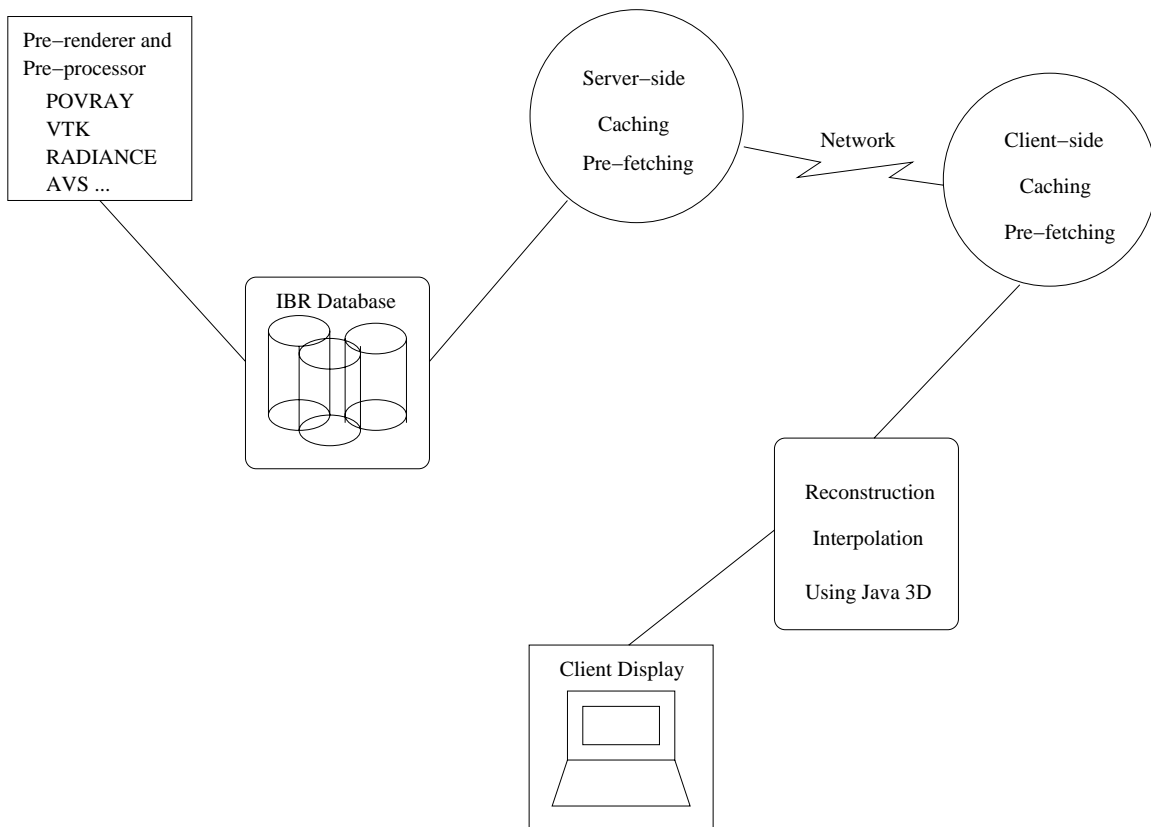 Pre−renderer and
Pre−processor
POVRAY
VTK
RADIANCE
AVS ...
IBR Database
Server−side
Caching
Pre−fetching
Network
Client−side
Caching
Pre−fetching
Reconstruction
Interpolation
Using Java 3D
Client Display